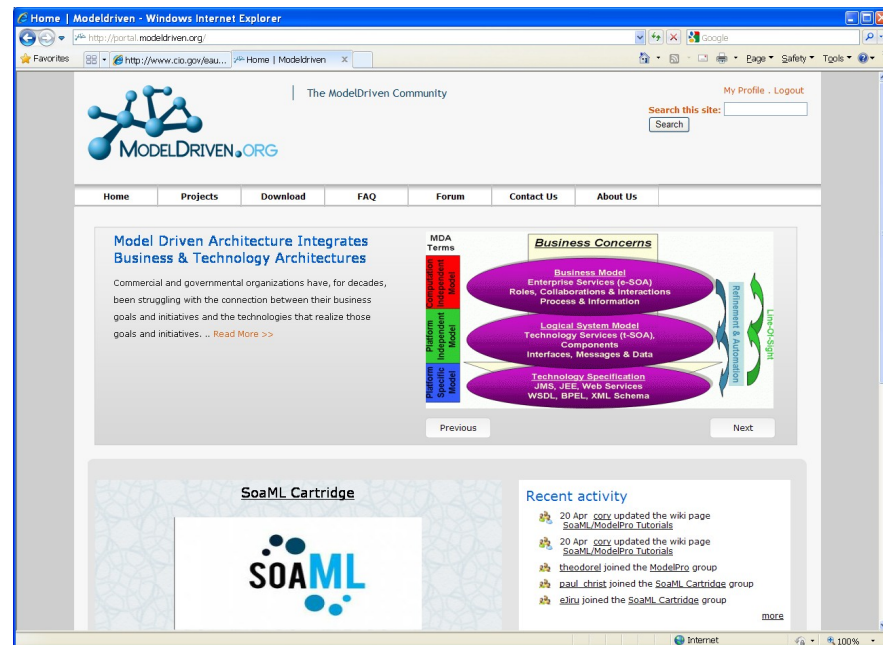 Home | Modeldriven - Windows Internet Explorer
http://portal.modeldriven.org/
Google
Favorites
http://www.cio.gov/eau...
Home | Modeldriven
X
Page
Safety
Tools
The ModelDriven Community
My Profile . Logout
Search this site:
Search
MODELDRIVEN.ORG
Home
Projects
Download
FAQ
Forum
Contact Us
About Us
Model Driven Architecture Integrates
Business & Technology Architectures
Commercial and governmental organizations have, for decades,
been struggling with the connection between their business
goals and initiatives and the technologies that realize those
goals and initiatives. .. Read More >>
MDA
Terms
Business Concerns
Computation
Independent
Model
Business Model
Enterprise Services (e-SOA)
Roles, Collaborations & Interactions
Process & Information
Platform
Independent
Model
Logical System Model
Technology Services (t-SOA),
Components
Interfaces, Messages & Data
Platform
Specific
Model
Technology Specification
JMS, JEE, Web Services
WSDL, BPEL, XML Schema
Refinement & Automation
Line-Of-Sight
Previous
Next
SoaML Cartridge
SOAML
Recent activity
20 Apr cory updated the wiki page
SoaML/ModelPro Tutorials
20 Apr cory updated the wiki page
SoaML/ModelPro Tutorials
theodorel joined the ModelPro group
paul_christ joined the SoaML Cartridge group
eJiru joined the SoaML Cartridge group
more
Internet
100%